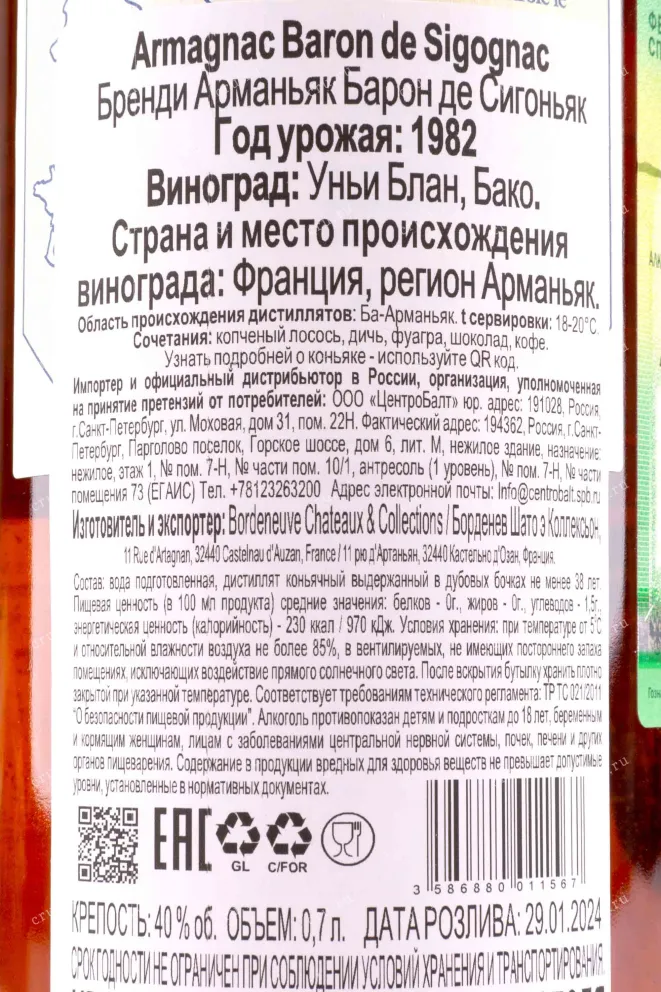 Armagnac Baron de Sigognac
Бренди Арманьяк Барон де Сигоньяк
Год урожая: 1982
Виноград: Уньи Блан, Бако.
Страна и место происхождения
винограда: Франция, регион Арманьяк.
Область происхождения дистиллятов: Ба-Арманьяк. t сервировки: 18-20°С.
Сочетания: копченый лосось, дичь, фуагра, шоколад, кофе.
Узнать подробней о коньяке - используйте QR код.
Импортер и официальный дистрибьютор в России, организация, уполномоченная
на принятие претензий от потребителей: ООО «ЦентроБалт» юр. адрес: 191028, Россия,
г.Санкт-Петербург, ул. Моховая, дом 31, пом. 22Н. Фактический адрес: 194362, Россия, г.Санкт-
Петербург, Парголово поселок, Горское шоссе, дом 6, лит. М, нежилое здание, назначение:
нежилое, этаж 1, № пом. 7-Н, № части пом. 10/1, антресоль (1 уровень), № пом. 7-Н, № части
помещения 73 (ЕГАИС) Тел. +78123263200 Адрес электронной почты: Info@centrobalt.spb.ru
Изготовитель и экспортер: Bordeneuve Chateaux & Collections / Борденев Шато э Коллексьон,
11 Rue d'Artagnan, 32440 Castelnau d'Auzan, France / 11 рю д'Артаньян, 32440 Кастельно д'Озан, Франция.
Состав: вода подготовленная, дистиллят коньячный выдержанный в дубовых бочках не менее 38 лет.
Пищевая ценность (в 100 мл продукта) средние значения: белков - 0г., жиров - 0г., углеводов - 1,5г.,
энергетическая ценность (калорийность) - 230 ккал / 970 кДж. Условия хранения: при температуре от 5°С
и относительной влажности воздуха не более 85%, в вентилируемых, не имеющих постороннего запаха
помещениях, исключающих воздействие прямого солнечного света. После вскрытия бутылку хранить плотно
закрытой при указанной температуре. Соответствует требованиям технического регламента: ТР ТС 021/2011
"О безопасности пищевой продукции". Алкоголь противопоказан детям и подросткам до 18 лет, беременным
и кормящим женщинам, лицам с заболеваниями центральной нервной системы, почек, печени и других
органов пищеварения. Содержание в продукции вредных для здоровья веществ не превышает допустимые
уровни, установленные в нормативных документах.
EAC
GL
C/FOR
3 586880 011567
КРЕПОСТЬ: 40 % об. ОБЪЕМ: 0,7 л. ДАТА РОЗЛИВА: 29.01.2024
СРОК ГОДНОСТИ НЕ ОГРАНИЧЕН ПРИ СОБЛЮДЕНИИ УСЛОВИЙ ХРАНЕНИЯ И ТРАНСПОРТИРОВАНИЯ.